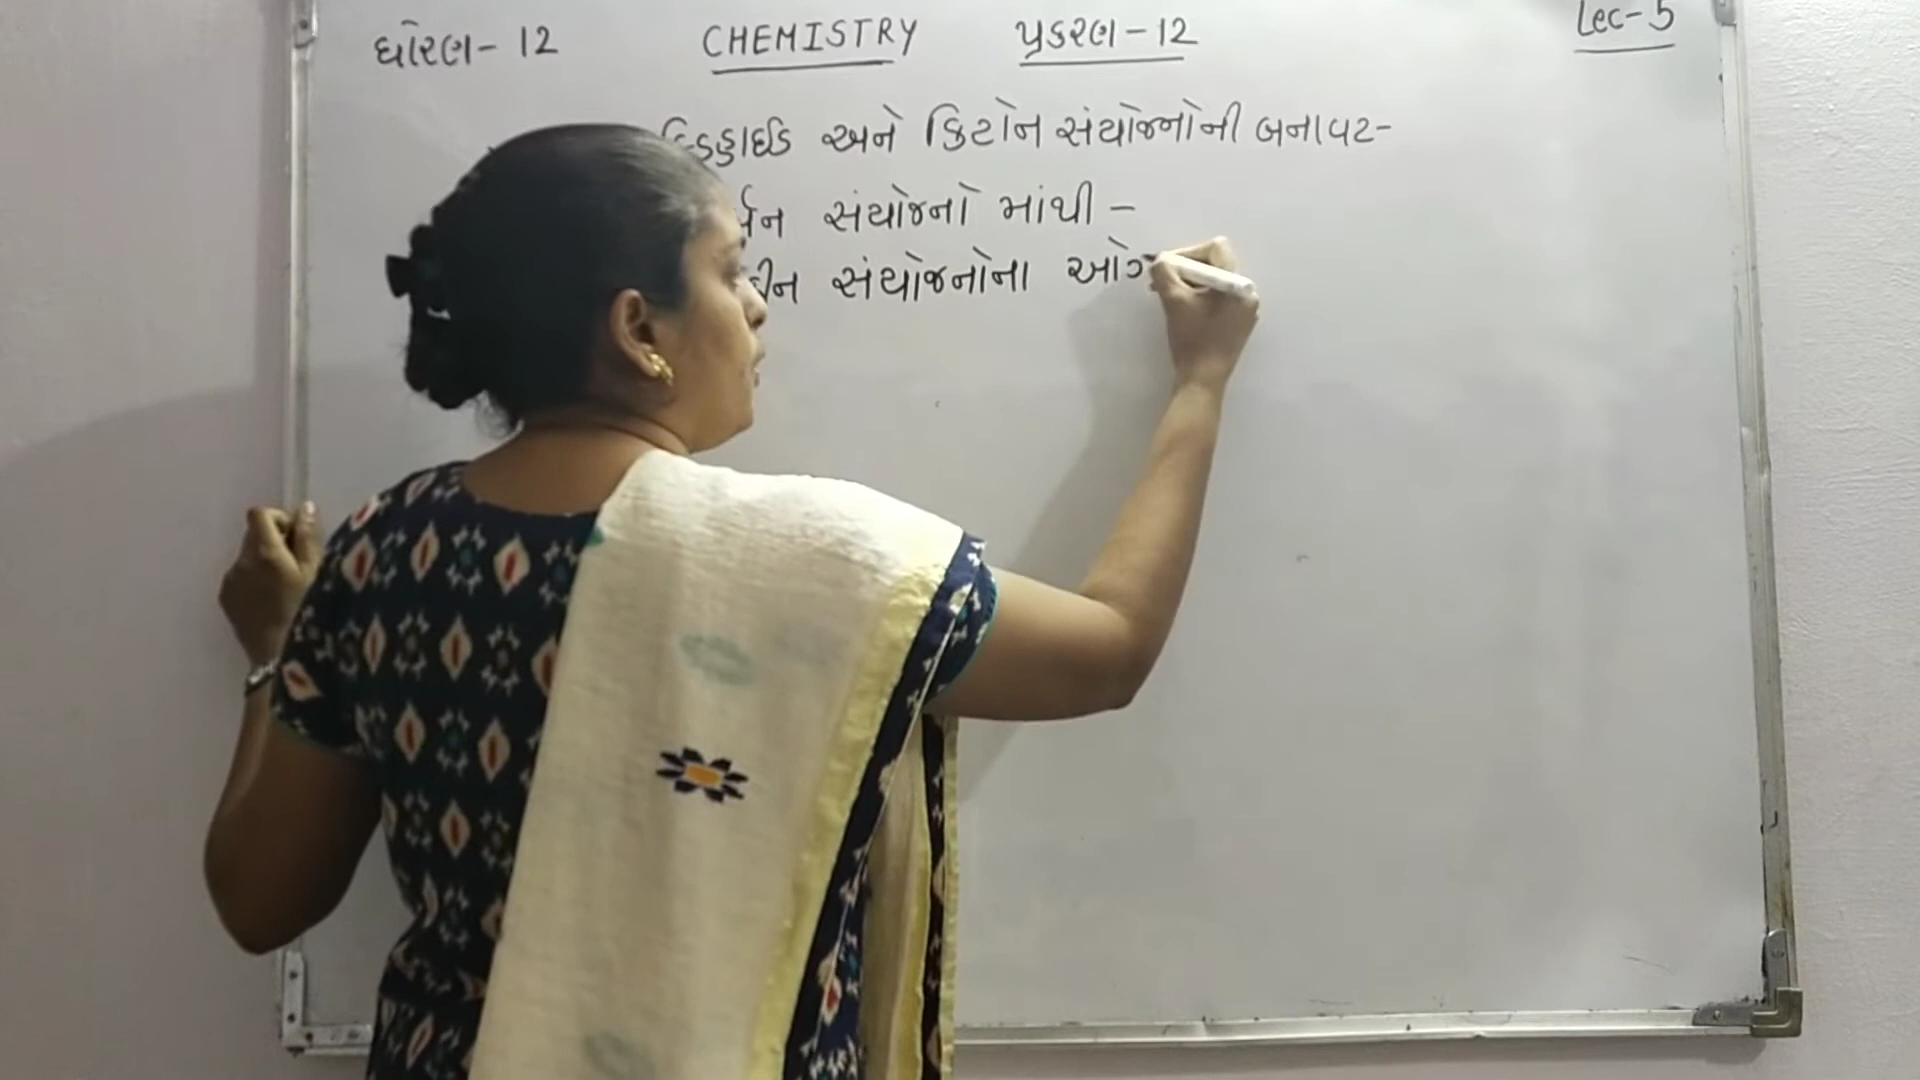 ધોરણ- 12 CHEMISTRY પ્રકરણ-12 Lec-5
અને કિટોન સંયોજનોની બનાવટ-
સંયોજનો માંથી -
સંયોજનોના